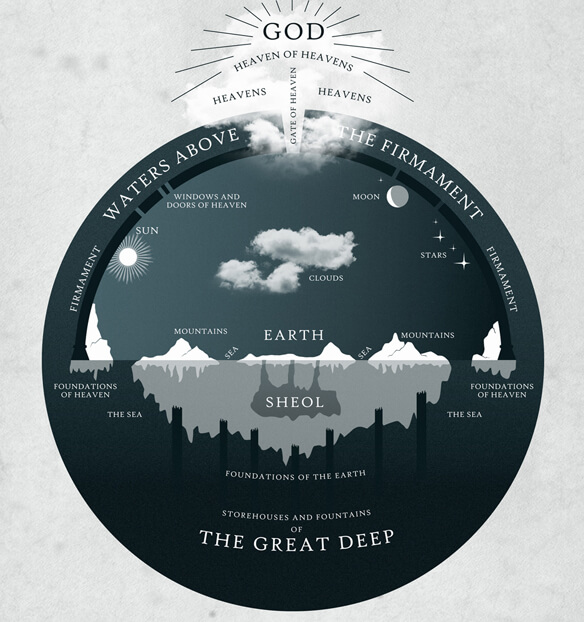 GOD
HEAVEN OF HEAVENS
HEAVENS
GATE OF HEAVEN
HEAVENS
WATERS ABOVE
THE FIRMAMENT
WINDOWS AND
DOORS OF HEAVEN
MOON
SUN
STARS
FIRMAMENT
FIRMAMENT
CLOUDS
MOUNTAINS
SEA
EARTH
SEA
MOUNTAINS
FOUNDATIONS
OF HEAVEN
SHEOL
FOUNDATIONS
OF HEAVEN
THE SEA
THE SEA
FOUNDATIONS OF THE EARTH
STOREHOUSES AND FOUNTAINS
OF
THE GREAT DEEP